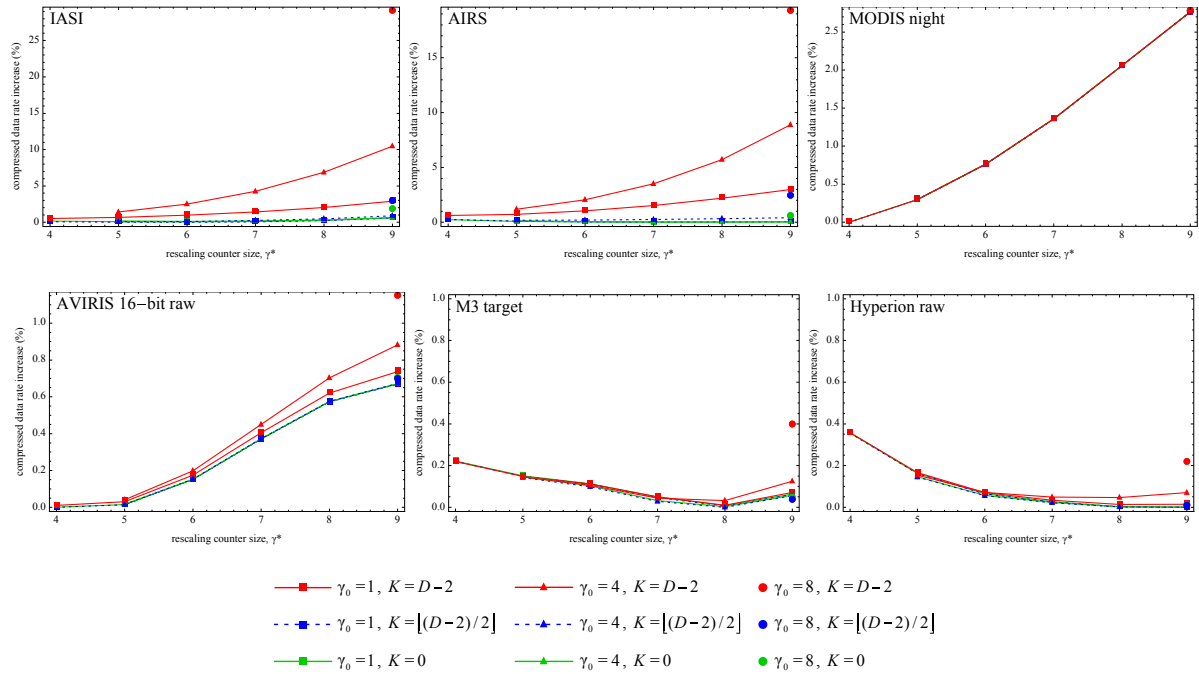 IASI
compressed data rate increase (%)
25
20
15
10
5
0
4 5 6 7 8 9
rescaling counter size, γ*
AIRS
compressed data rate increase (%)
15
10
5
0
4 5 6 7 8 9
rescaling counter size, γ*
MODIS night
compressed data rate increase (%)
2.5
2.0
1.5
1.0
0.5
0.0
4 5 6 7 8 9
rescaling counter size, γ*
AVIRIS 16−bit raw
compressed data rate increase (%)
1.0
0.8
0.6
0.4
0.2
0.0
4 5 6 7 8 9
rescaling counter size, γ*
M3 target
compressed data rate increase (%)
1.0
0.8
0.6
0.4
0.2
0.0
4 5 6 7 8 9
rescaling counter size, γ*
Hyperion raw
compressed data rate increase (%)
1.0
0.8
0.6
0.4
0.2
0.0
4 5 6 7 8 9
rescaling counter size, γ*
γ₀=1, K=D−2 γ₀=4, K=D−2 γ₀=8, K=D−2
γ₀=1, K=⌊(D−2)/2⌋ γ₀=4, K=⌊(D−2)/2⌋ γ₀=8, K=⌊(D−2)/2⌋
γ₀=1, K=0 γ₀=4, K=0 γ₀=8, K=0